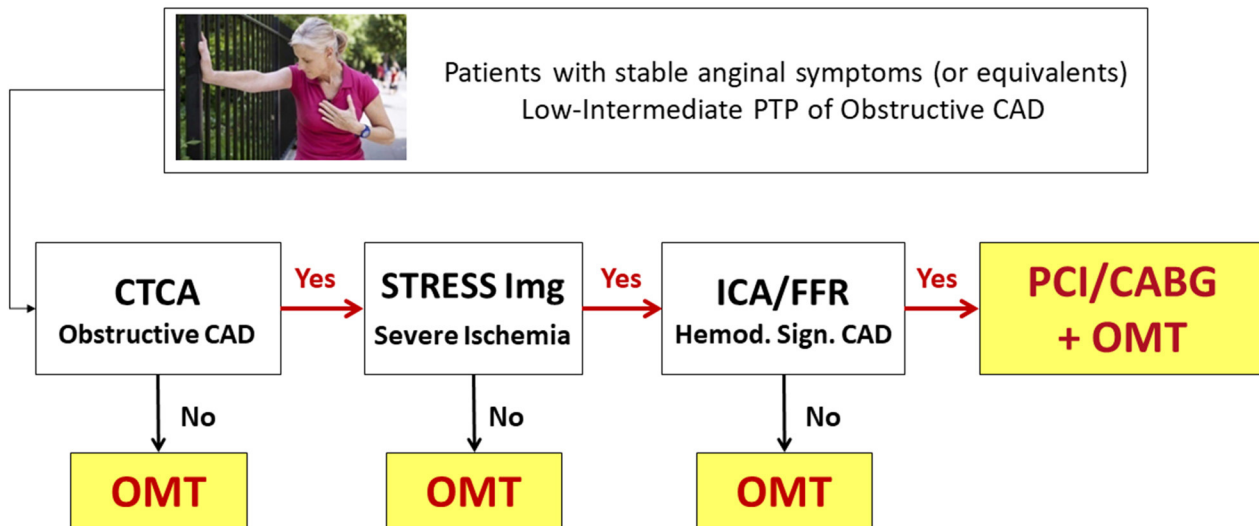 Patients with stable anginal symptoms (or equivalents)
Low-Intermediate PTP of Obstructive CAD
CTCA
Obstructive CAD
Yes
STRESS Img
Severe Ischemia
Yes
ICA/FFR
Hemod. Sign. CAD
Yes
PCI/CABG
+ OMT
No
No
No
OMT
OMT
OMT